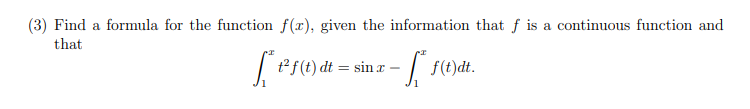 (3) Find a formula for the function f(x), given the information that f is a continuous function and
that
∫₁ˣ t² f(t) dt = sin x − ∫₁ˣ f(t)dt.